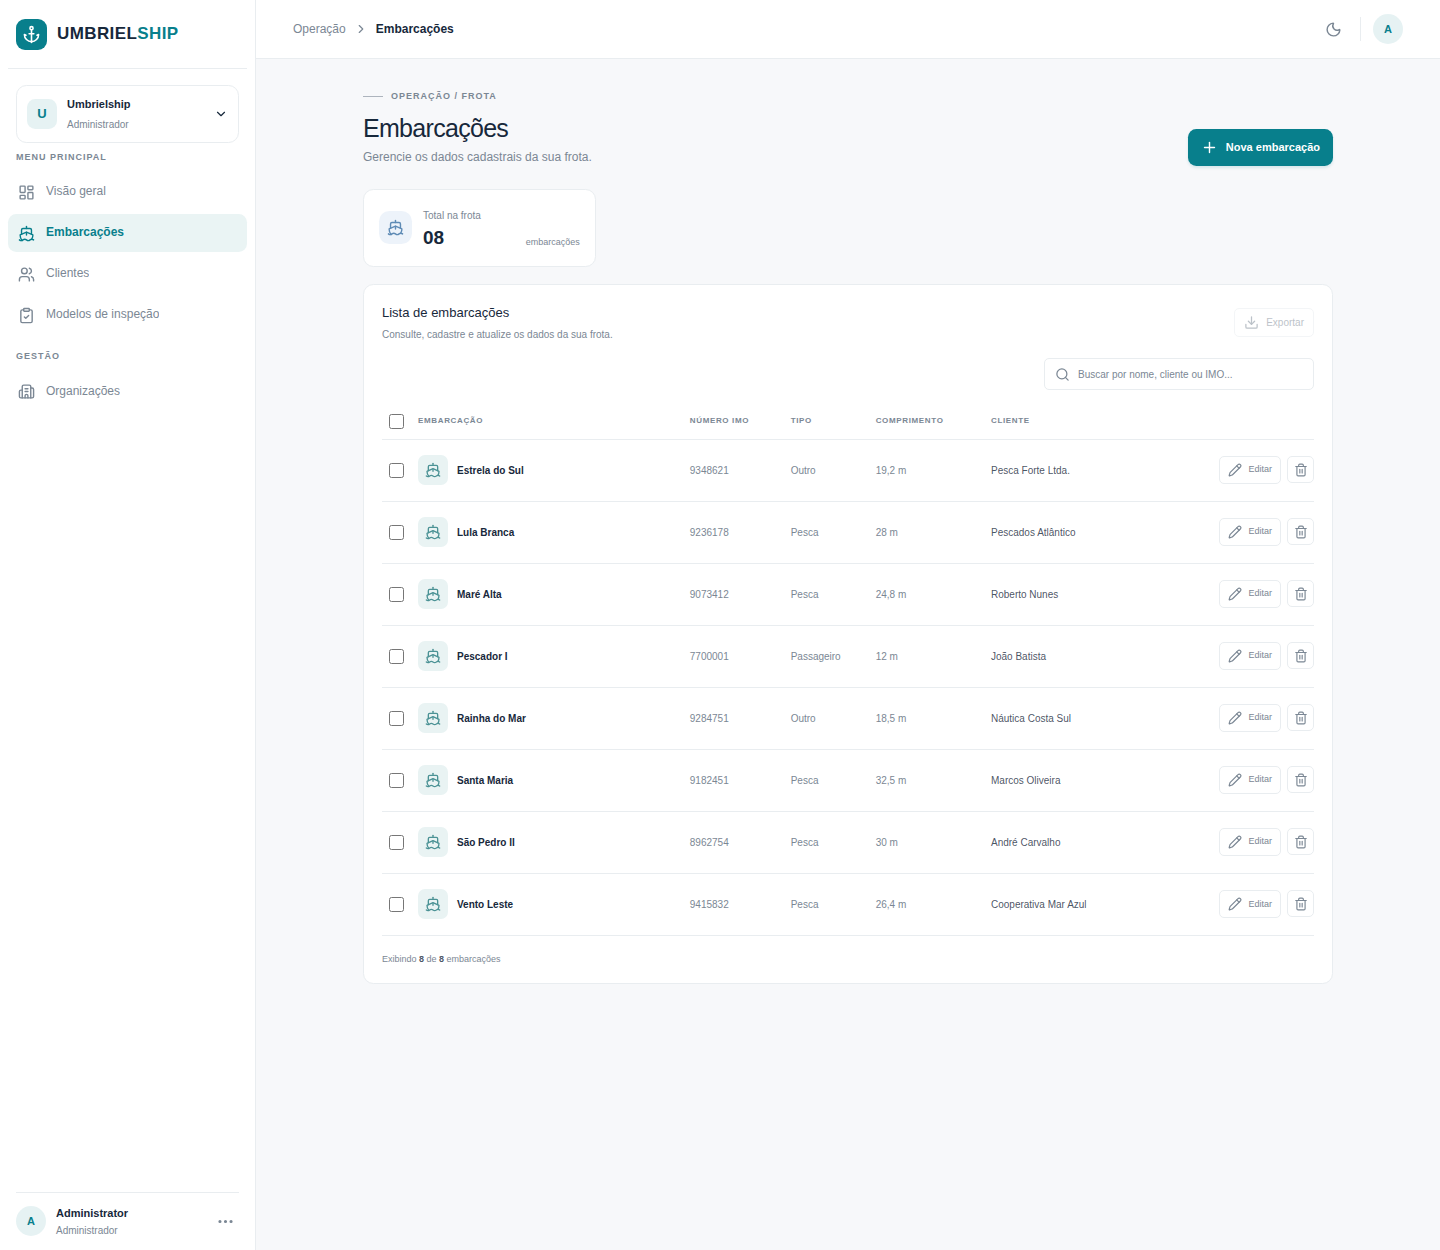 UMBRIELSHIP
U
Umbrielship
Administrador
MENU PRINCIPAL
Visão geral
Embarcações
Clientes
Modelos de inspeção
GESTÃO
Organizações
A
Administrator
Administrador
Operação
Embarcações
A
OPERAÇÃO / FROTA
Embarcações
Gerencie os dados cadastrais da sua frota.
Nova embarcação
Total na frota
08
embarcações
Lista de embarcações
Consulte, cadastre e atualize os dados da sua frota.
Exportar
Buscar por nome, cliente ou IMO...
EMBARCAÇÃO NÚMERO IMO TIPO COMPRIMENTO CLIENTE
Estrela do Sul 9348621 Outro 19,2 m Pesca Forte Ltda. Editar
Lula Branca 9236178 Pesca 28 m Pescados Atlântico Editar
Maré Alta 9073412 Pesca 24,8 m Roberto Nunes Editar
Pescador I 7700001 Passageiro 12 m João Batista Editar
Rainha do Mar 9284751 Outro 18,5 m Náutica Costa Sul Editar
Santa Maria 9182451 Pesca 32,5 m Marcos Oliveira Editar
São Pedro II 8962754 Pesca 30 m André Carvalho Editar
Vento Leste 9415832 Pesca 26,4 m Cooperativa Mar Azul Editar
Exibindo 8 de 8 embarcações